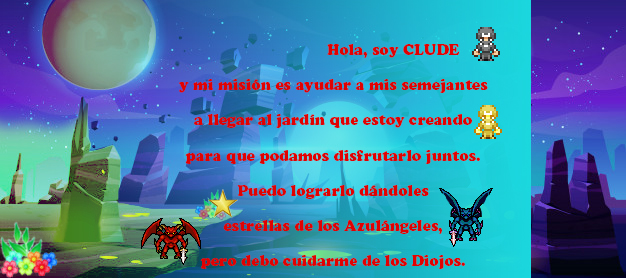 Hola, soy CLUDE
y mi misión es ayudar a mis semejantes
a llegar al jardín que estoy creando
para que podamos disfrutarlo juntos.
Puedo lograrlo dándoles
estrellas de los Azulángeles,
pero debo cuidarme de los Diojos.